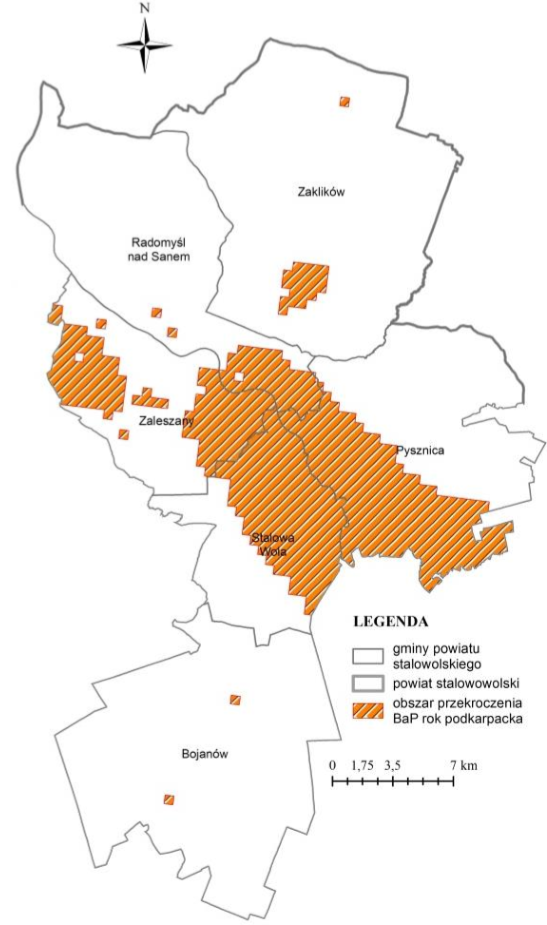 N
Zaklików
Radomyśl
nad Sanem
Zaleszany
Pysznica
Stalowa
Wola
LEGENDA
gminy powiatu
stalowolskiego
powiat stalowowolski
obszar przekroczenia
BaP rok podkarpacka
0 1,75 3,5 7 km
Bojanów